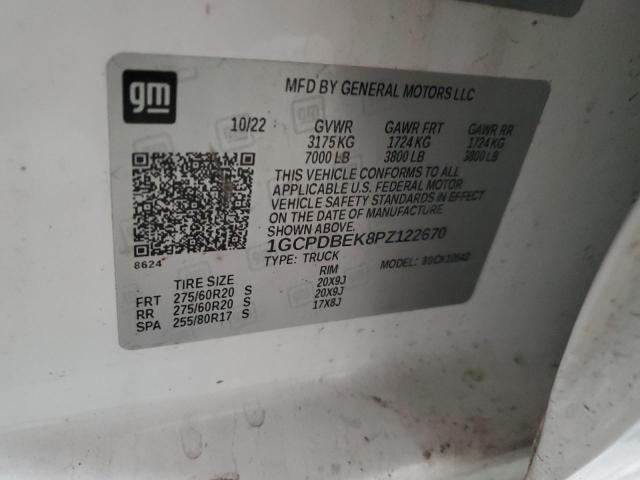 gm
MFD BY GENERAL MOTORS LLC
10/22 GVWR GAWR FRT GAWR RR
3175 KG 1724 KG 1724 KG
7000 LB 3800 LB 3800 LB
THIS VEHICLE CONFORMS TO ALL
APPLICABLE U.S. FEDERAL MOTOR
VEHICLE SAFETY STANDARDS IN EFFECT
ON THE DATE OF MANUFACTURE
SHOWN ABOVE.
1GCPDBEK8PZ122670
8624
TYPE: TRUCK MODEL:
TIRE SIZE RIM
FRT 275/60R20 S 20X9J
RR 275/60R20 S 20X9J
SPA 255/80R17 S 17X8J